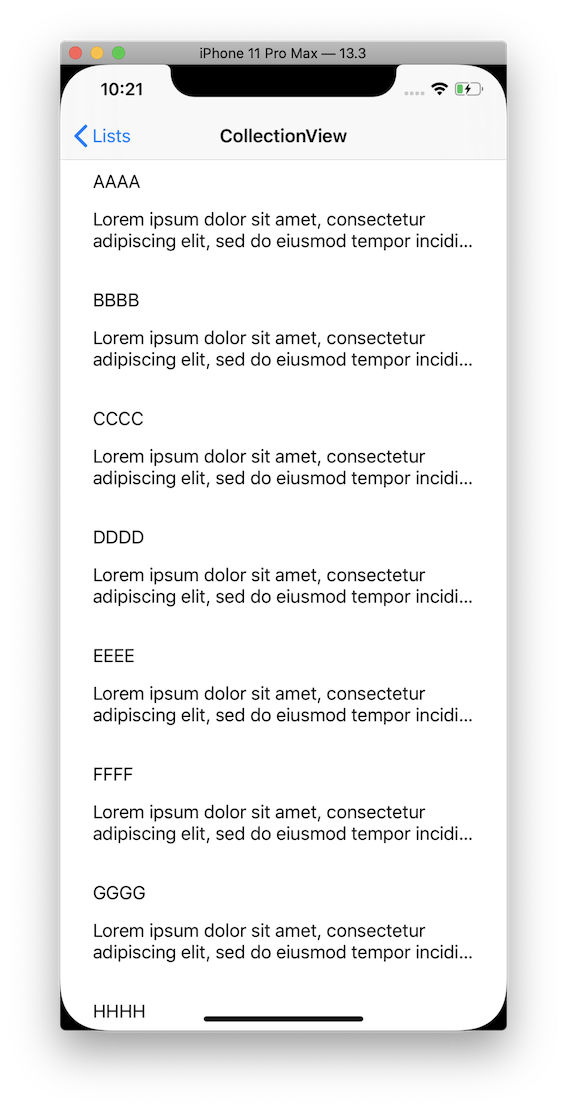 iPhone 11 Pro Max — 13.3
10:21
Lists
CollectionView
AAAA
Lorem ipsum dolor sit amet, consectetur
adipiscing elit, sed do eiusmod tempor incidi...
BBBB
Lorem ipsum dolor sit amet, consectetur
adipiscing elit, sed do eiusmod tempor incidi...
CCCC
Lorem ipsum dolor sit amet, consectetur
adipiscing elit, sed do eiusmod tempor incidi...
DDDD
Lorem ipsum dolor sit amet, consectetur
adipiscing elit, sed do eiusmod tempor incidi...
EEEE
Lorem ipsum dolor sit amet, consectetur
adipiscing elit, sed do eiusmod tempor incidi...
FFFF
Lorem ipsum dolor sit amet, consectetur
adipiscing elit, sed do eiusmod tempor incidi...
GGGG
Lorem ipsum dolor sit amet, consectetur
adipiscing elit, sed do eiusmod tempor incidi...
HHHH